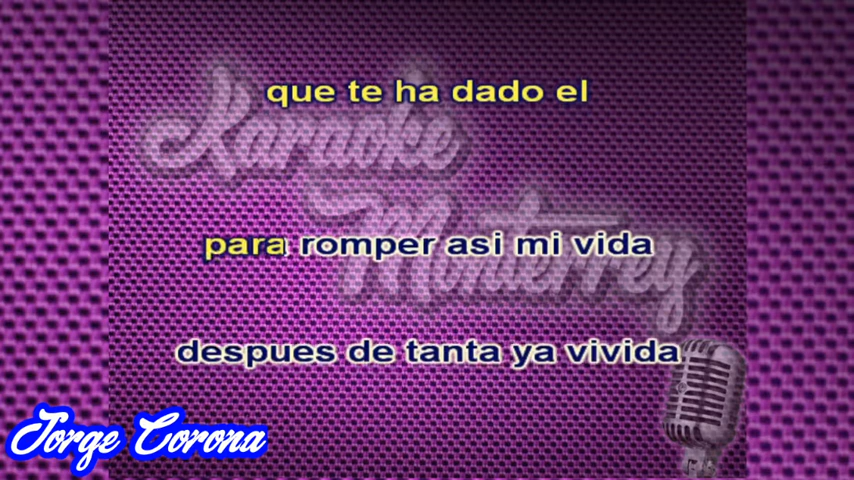 que te ha dado el
Karaoke
para romper asi mi vida
Monterrey
despues de tanta ya vivida
Jorge Corona